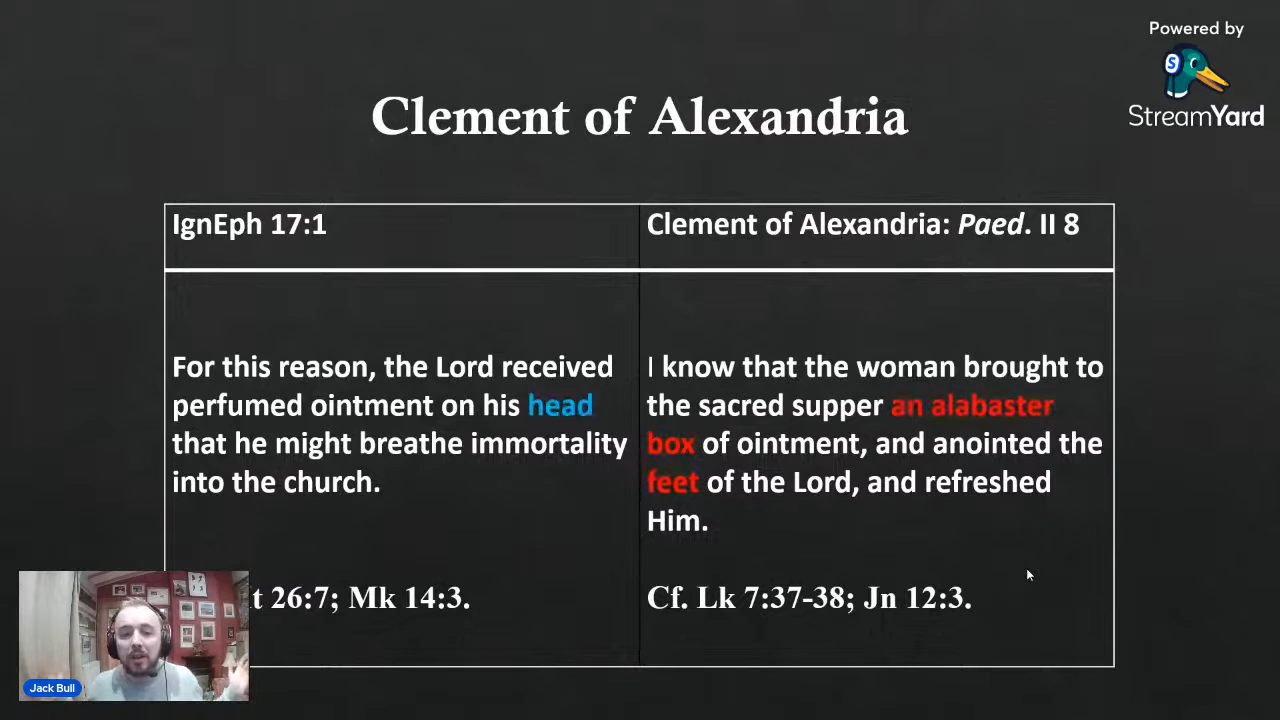 Powered by
StreamYard
Clement of Alexandria
IgnEph 17:1
For this reason, the Lord received
perfumed ointment on his head
that he might breathe immortality
into the church.
t 26:7; Mk 14:3.
Clement of Alexandria: Paed. II 8
I know that the woman brought to
the sacred supper an alabaster
box of ointment, and anointed the
feet of the Lord, and refreshed
Him.
Cf. Lk 7:37-38; Jn 12:3.
Jack Bull